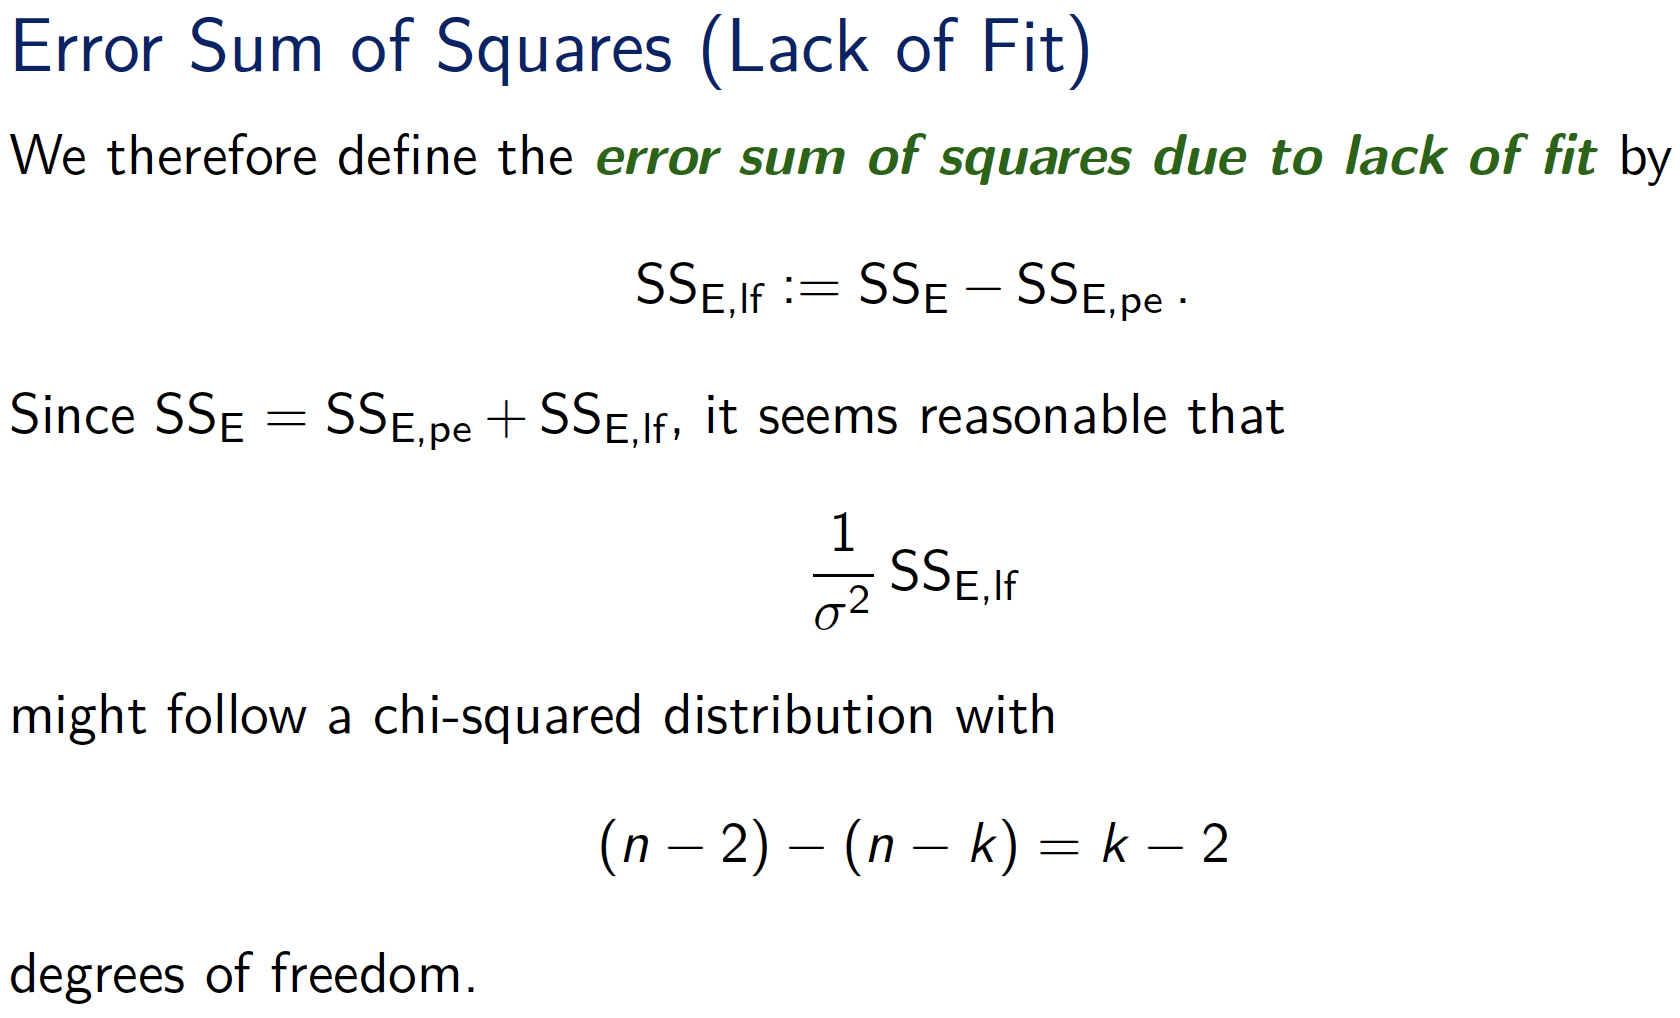 Error Sum of Squares (Lack of Fit)
We therefore define the error sum of squares due to lack of fit by
SS_{E,lf} := SS_E − SS_{E,pe} .
Since SS_E = SS_{E,pe} + SS_{E,lf}, it seems reasonable that
\frac{1}{σ^2} SS_{E,lf}
might follow a chi-squared distribution with
(n − 2) − (n − k) = k − 2
degrees of freedom.